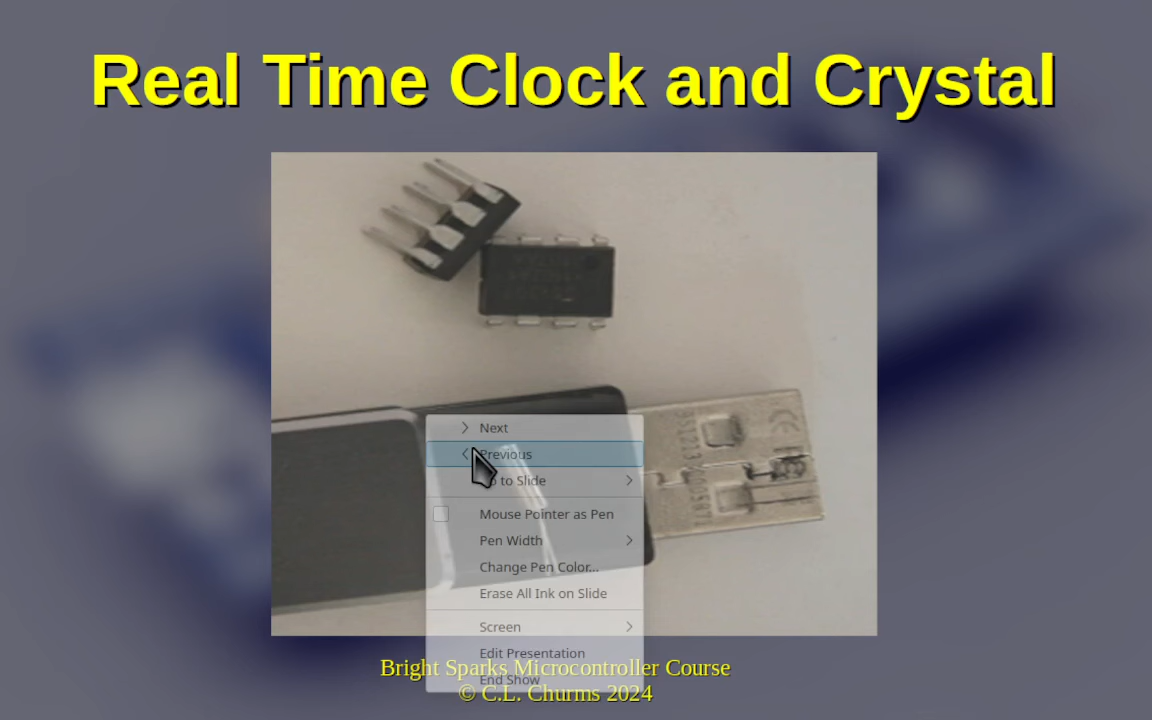 Real Time Clock and Crystal
Next
Previous
to Slide
Mouse Pointer as Pen
Pen Width
Change Pen Color...
Erase All Ink on Slide
Screen
Edit Presentation
Bright Sparks Microcontroller Course
End Show
© C.L. Churms 2024